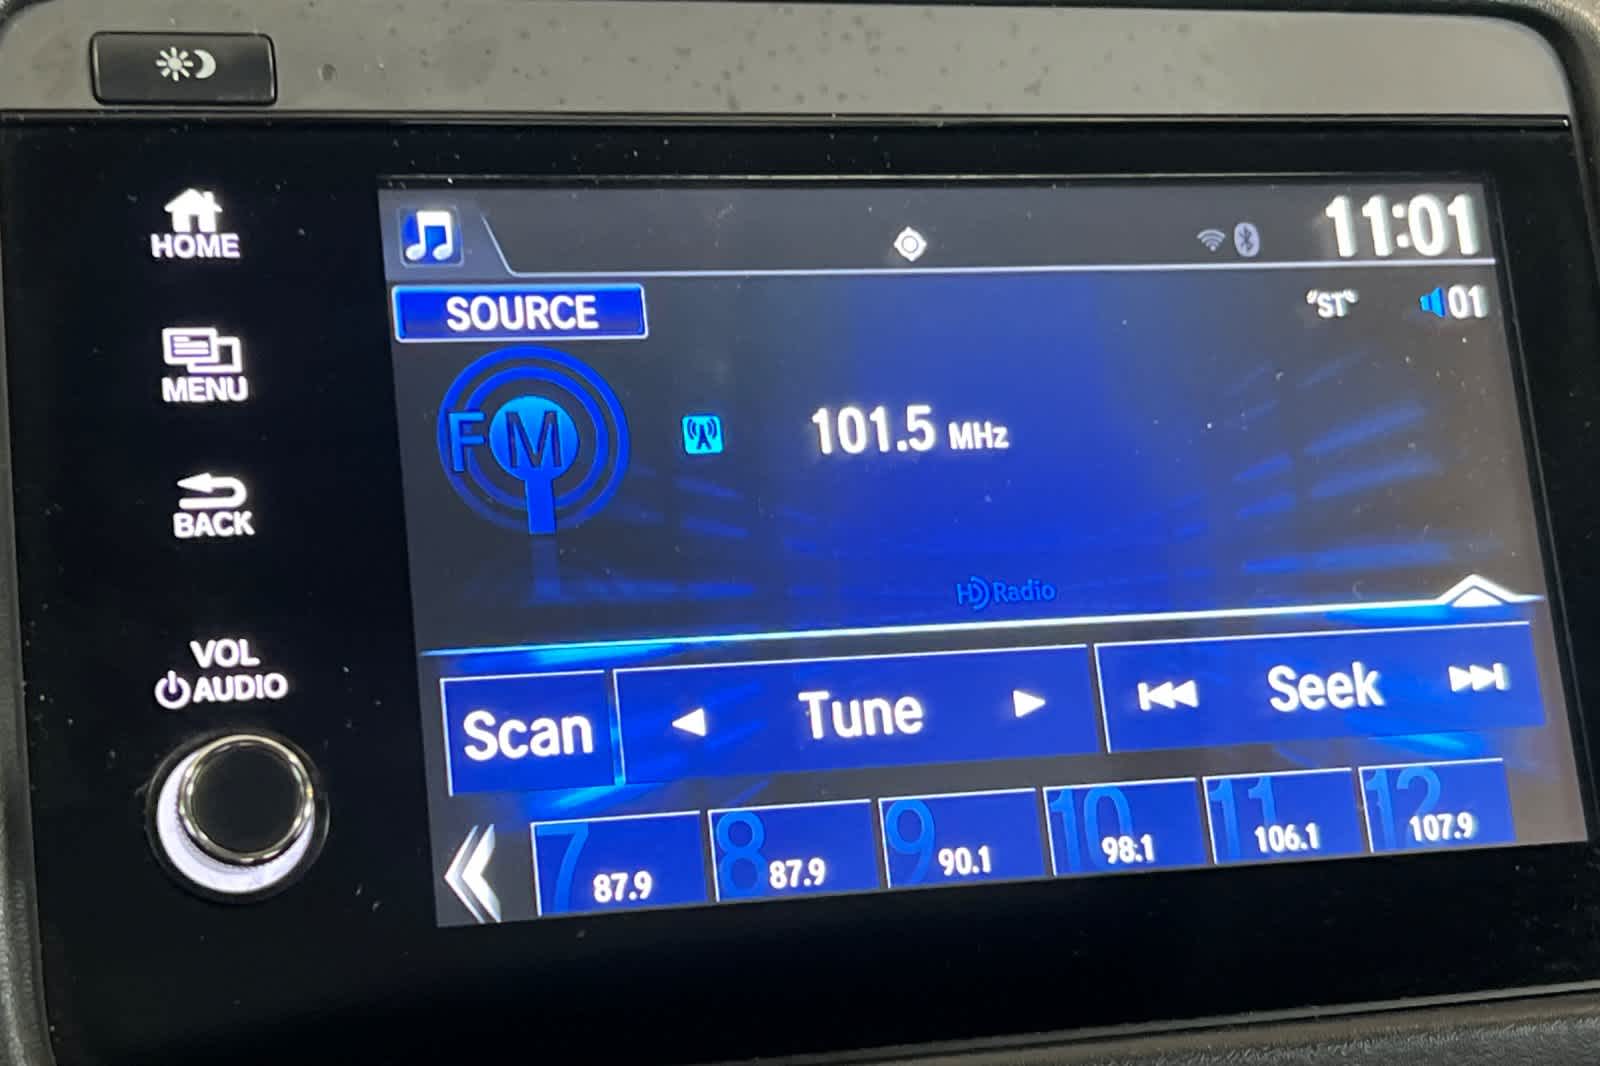 HOME
MENU
BACK
VOL
AUDIO
11:01
SOURCE
"ST"
01
FM
101.5 MHz
HD Radio
Scan
Tune
Seek
7 87.9
8 87.9
9 90.1
10 98.1
11 106.1
12 107.9